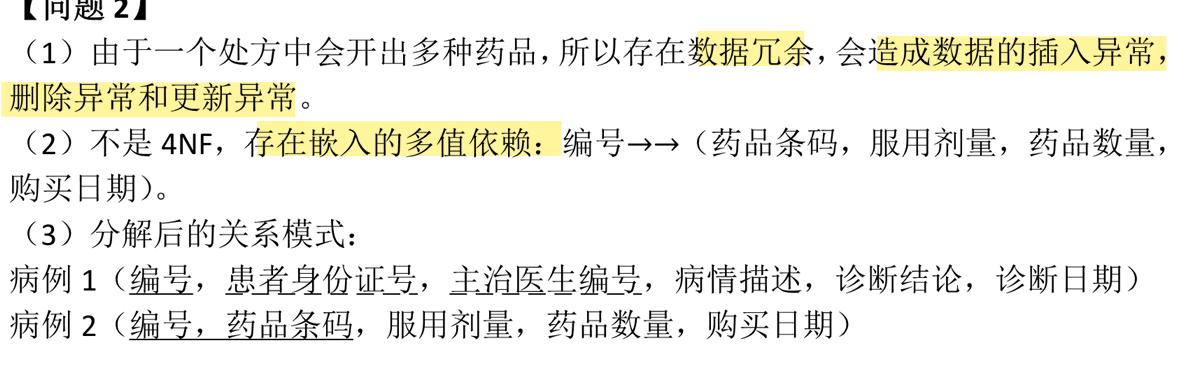 【问题 2】
（1）由于一个处方中会开出多种药品，所以存在数据冗余，会造成数据的插入异常，
删除异常和更新异常。
（2）不是 4NF，存在嵌入的多值依赖：编号→→（药品条码，服用剂量，药品数量，
购买日期）。
（3）分解后的关系模式：
病例 1（编号，患者身份证号，主治医生编号，病情描述，诊断结论，诊断日期）
病例 2（编号，药品条码，服用剂量，药品数量，购买日期）